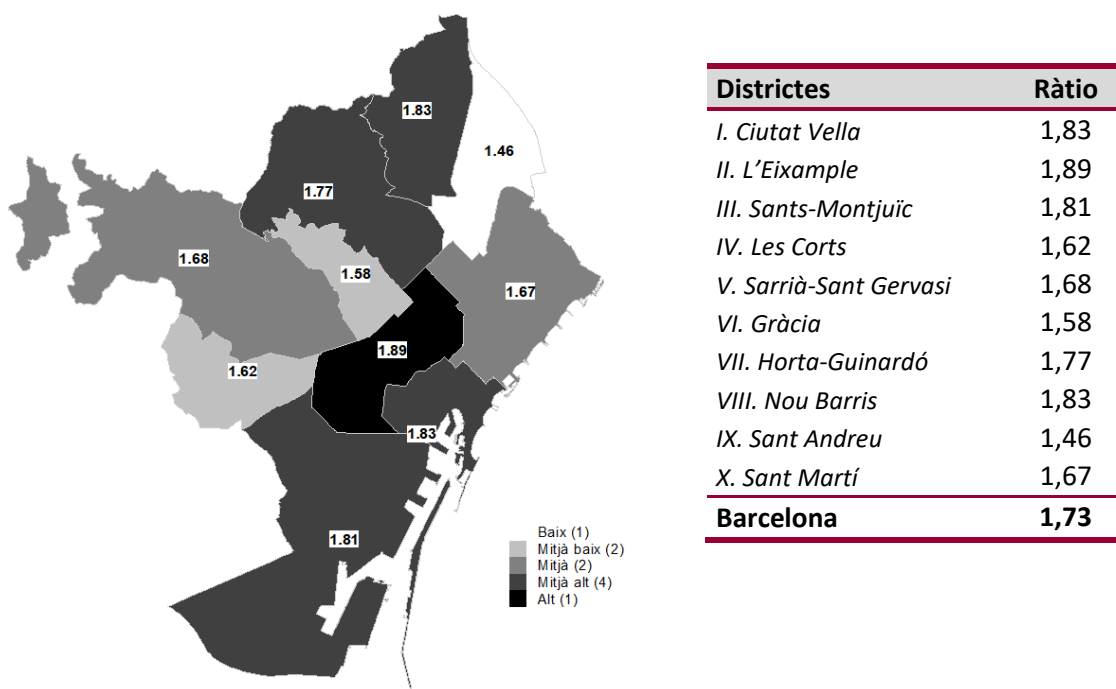 1.83
1.46
1.77
1.68
1.58
1.67
1.89
1.62
1.83
1.81
Baix (1)
Mitjà baix (2)
Mitjà (2)
Mitjà alt (4)
Alt (1)
Districtes Ràtio
I. Ciutat Vella 1,83
II. L’Eixample 1,89
III. Sants-Montjuïc 1,81
IV. Les Corts 1,62
V. Sarrià-Sant Gervasi 1,68
VI. Gràcia 1,58
VII. Horta-Guinardó 1,77
VIII. Nou Barris 1,83
IX. Sant Andreu 1,46
X. Sant Martí 1,67
Barcelona 1,73